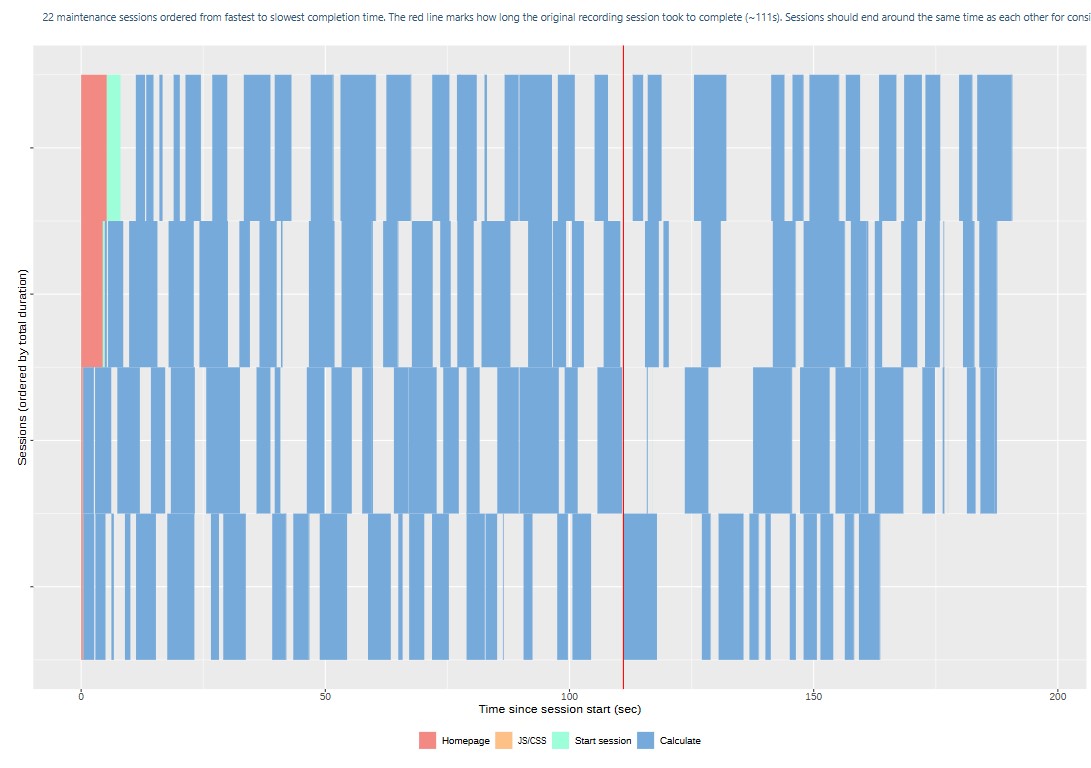 22 maintenance sessions ordered from fastest to slowest completion time. The red line marks how long the original recording session took to complete (~111s). Sessions should end around the same time as each other for consi
Sessions (ordered by total duration)
0 50 100 150 200
Time since session start (sec)
Homepage JS/CSS Start session Calculate